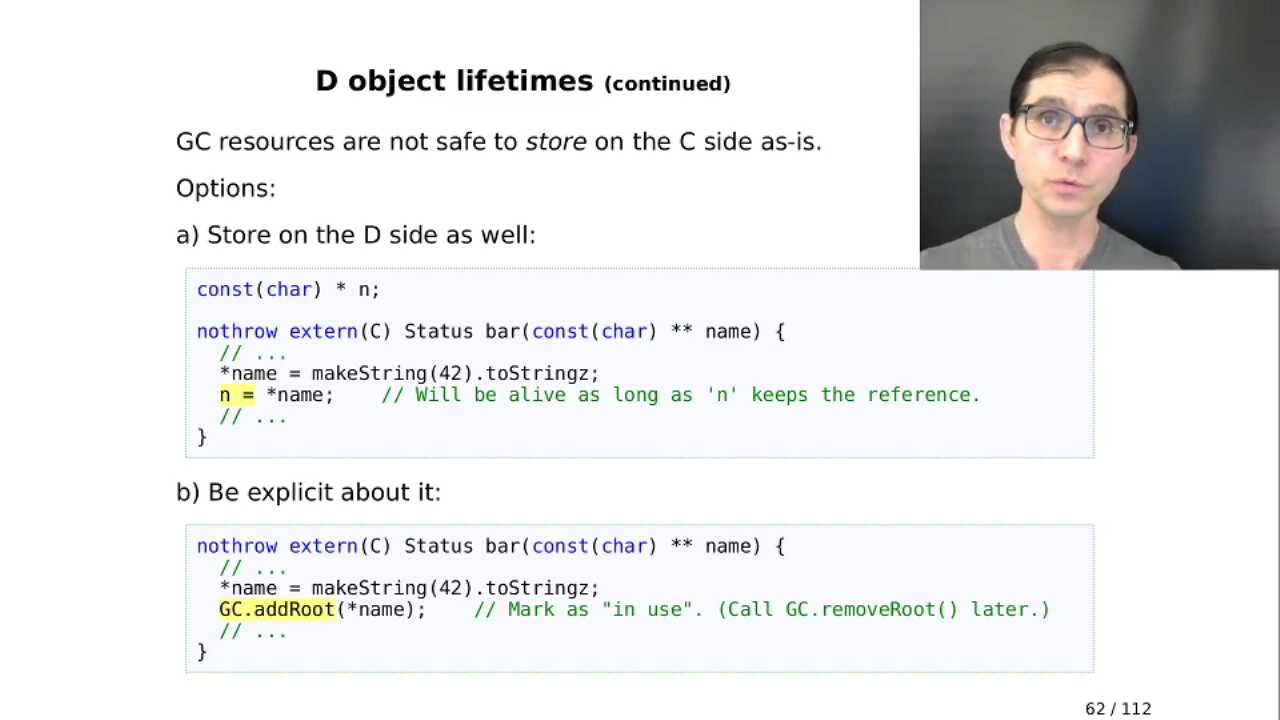 D object lifetimes (continued)
GC resources are not safe to store on the C side as-is.
Options:
a) Store on the D side as well:
const(char) * n;
nothrow extern(C) Status bar(const(char) ** name) {
// ...
*name = makeString(42).toStringz;
n = *name;    // Will be alive as long as 'n' keeps the reference.
// ...
}
b) Be explicit about it:
nothrow extern(C) Status bar(const(char) ** name) {
// ...
*name = makeString(42).toStringz;
GC.addRoot(*name);    // Mark as "in use". (Call GC.removeRoot() later.)
// ...
}
62 / 112